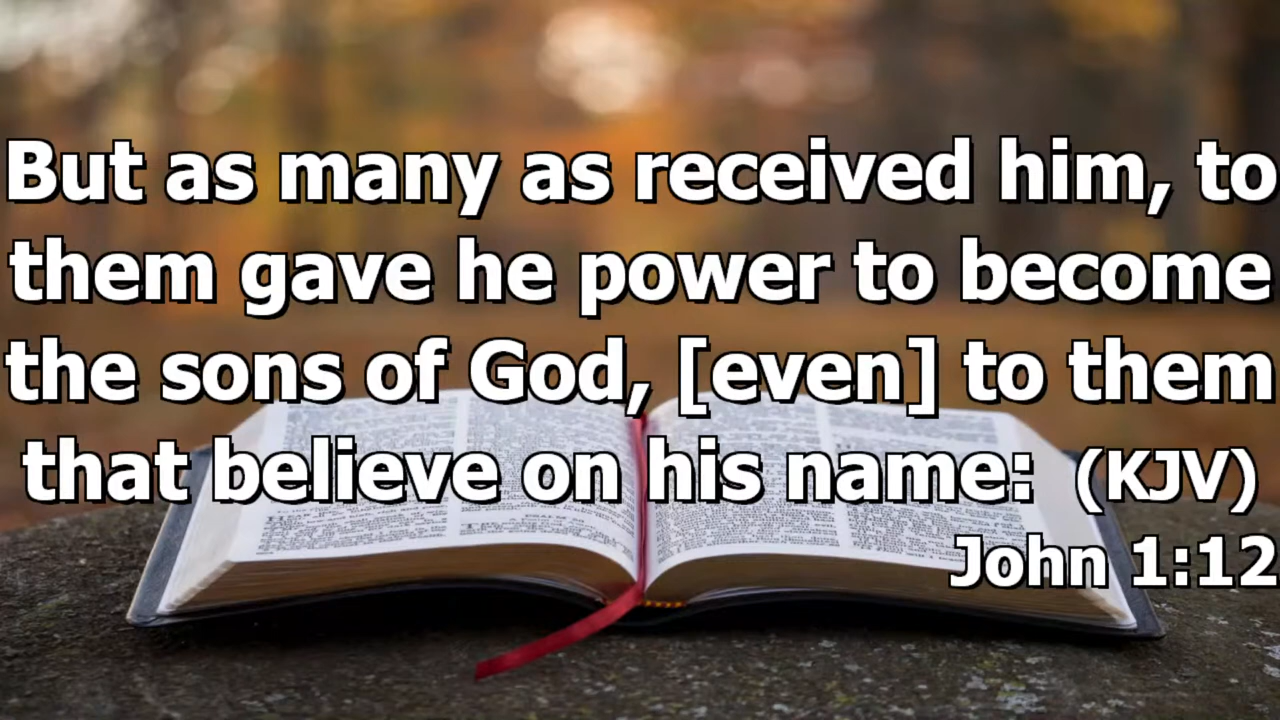 But as many as received him, to
them gave he power to become
the sons of God, [even] to them
that believe on his name: (KJV)
John 1:12